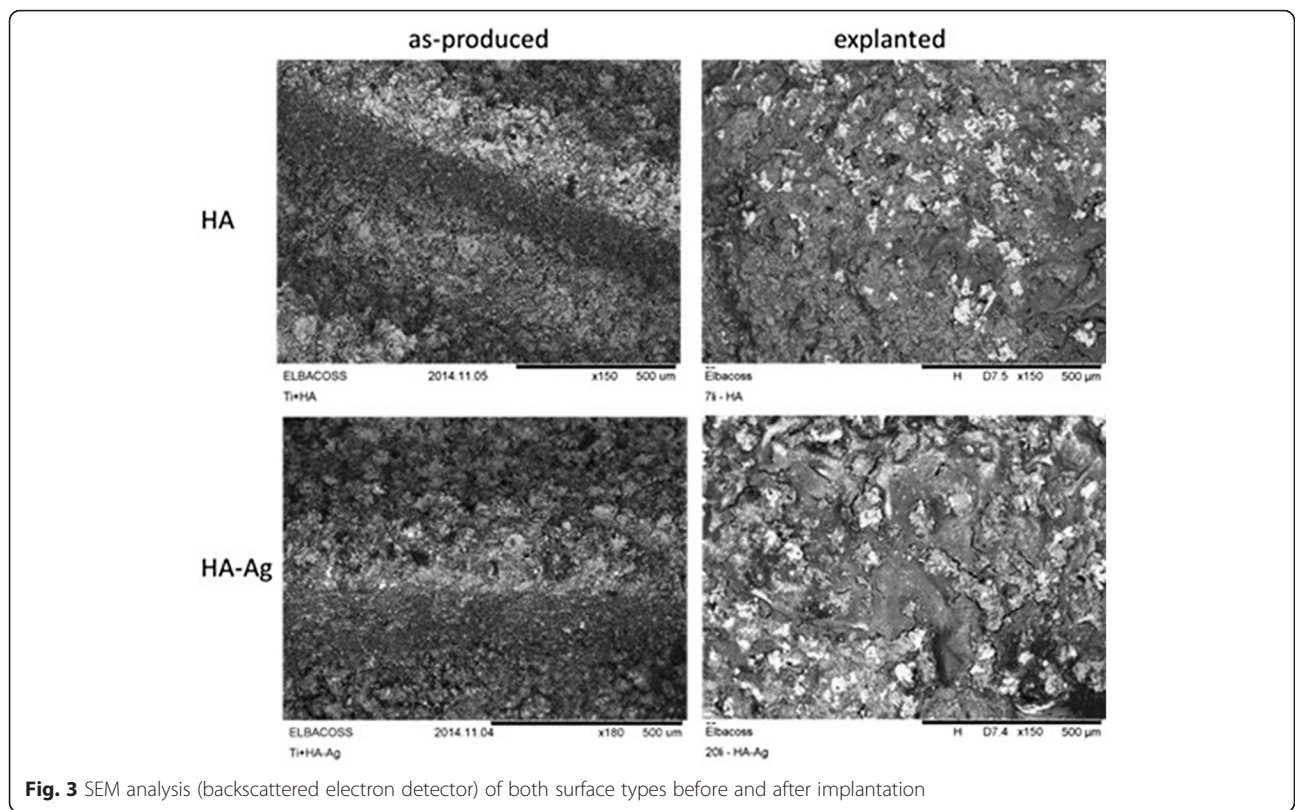 as-produced explanted
HA
ELBACOSS 2014.11.05 x150 500 um
Ti+HA
Elbacoss H D7.5 x150 500 µm
7li - HA
HA-Ag
ELBACOSS 2014.11.04 x180 500 um
Ti+HA-Ag
Elbacoss H D7.4 x150 500 µm
20li - HA-Ag
Fig. 3 SEM analysis (backscattered electron detector) of both surface types before and after implantation